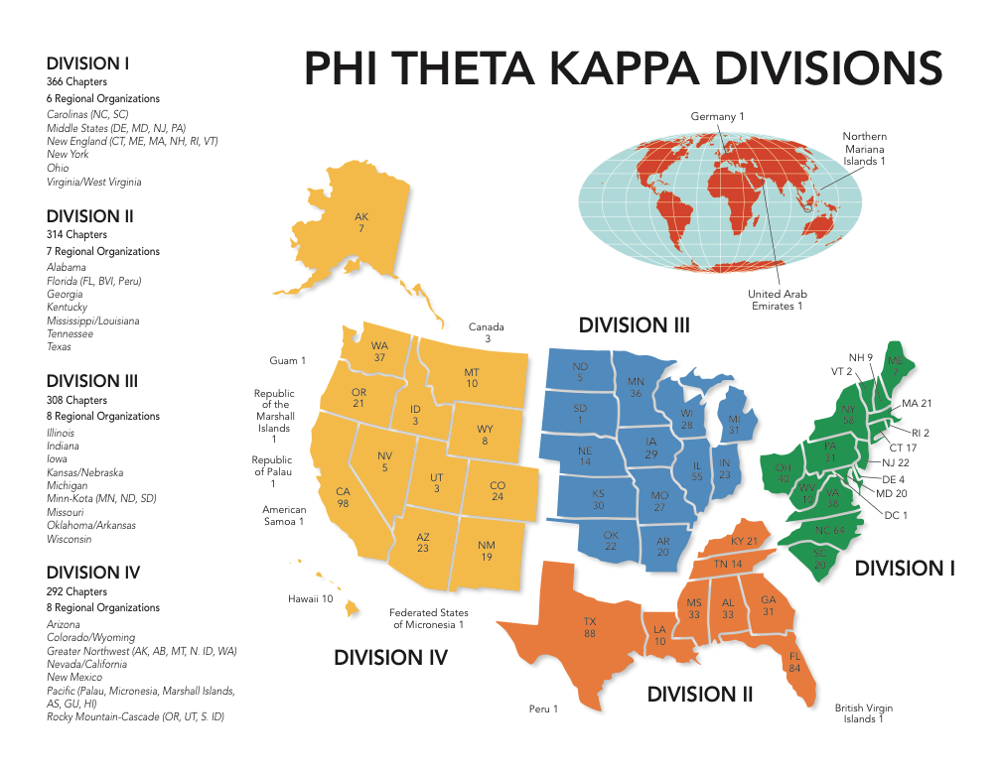 PHI THETA KAPPA DIVISIONS
DIVISION I
366 Chapters
6 Regional Organizations
Carolinas (NC, SC)
Middle States (DE, MD, NJ, PA)
New England (CT, ME, MA, NH, RI, VT)
New York
Ohio
Virginia/West Virginia
DIVISION II
314 Chapters
7 Regional Organizations
Alabama
Florida (FL, BVI, Peru)
Georgia
Kentucky
Mississippi/Louisiana
Tennessee
Texas
DIVISION III
308 Chapters
8 Regional Organizations
Illinois
Indiana
Iowa
Kansas/Nebraska
Michigan
Minn-Kota (MN, ND, SD)
Missouri
Oklahoma/Arkansas
Wisconsin
DIVISION IV
292 Chapters
8 Regional Organizations
Arizona
Colorado/Wyoming
Greater Northwest (AK, AB, MT, N. ID, WA)
Nevada/California
New Mexico
Pacific (Palau, Micronesia, Marshall Islands,
AS, GU, HI)
Rocky Mountain-Cascade (OR, UT, S. ID)
Germany 1
Northern
Mariana
Islands 1
United Arab
Emirates 1
AK
7
Canada
3
Guam 1
Republic
of the
Marshall
Islands
1
Republic
of Palau
1
American
Samoa 1
Hawaii 10
Federated States
of Micronesia 1
DIVISION IV
WA
37
MT
10
OR
21
ID
3
WY
8
NV
5
UT
3
CO
24
CA
98
AZ
23
NM
19
DIVISION III
ND
5
MN
36
SD
1
WI
28
MI
31
NE
14
IA
29
IL
55
IN
23
KS
30
MO
27
OK
22
AR
20
DIVISION II
KY 21
TN 14
MS
33
AL
33
GA
31
TX
88
LA
10
FL
84
Peru 1
British Virgin
Islands 1
DIVISION I
NH 9
VT 2
ME
7
NY
58
MA 21
RI 2
CT 17
PA
31
NJ 22
OH
40
DE 4
MD 20
WV
10
VA
38
DC 1
NC 64
SC
20